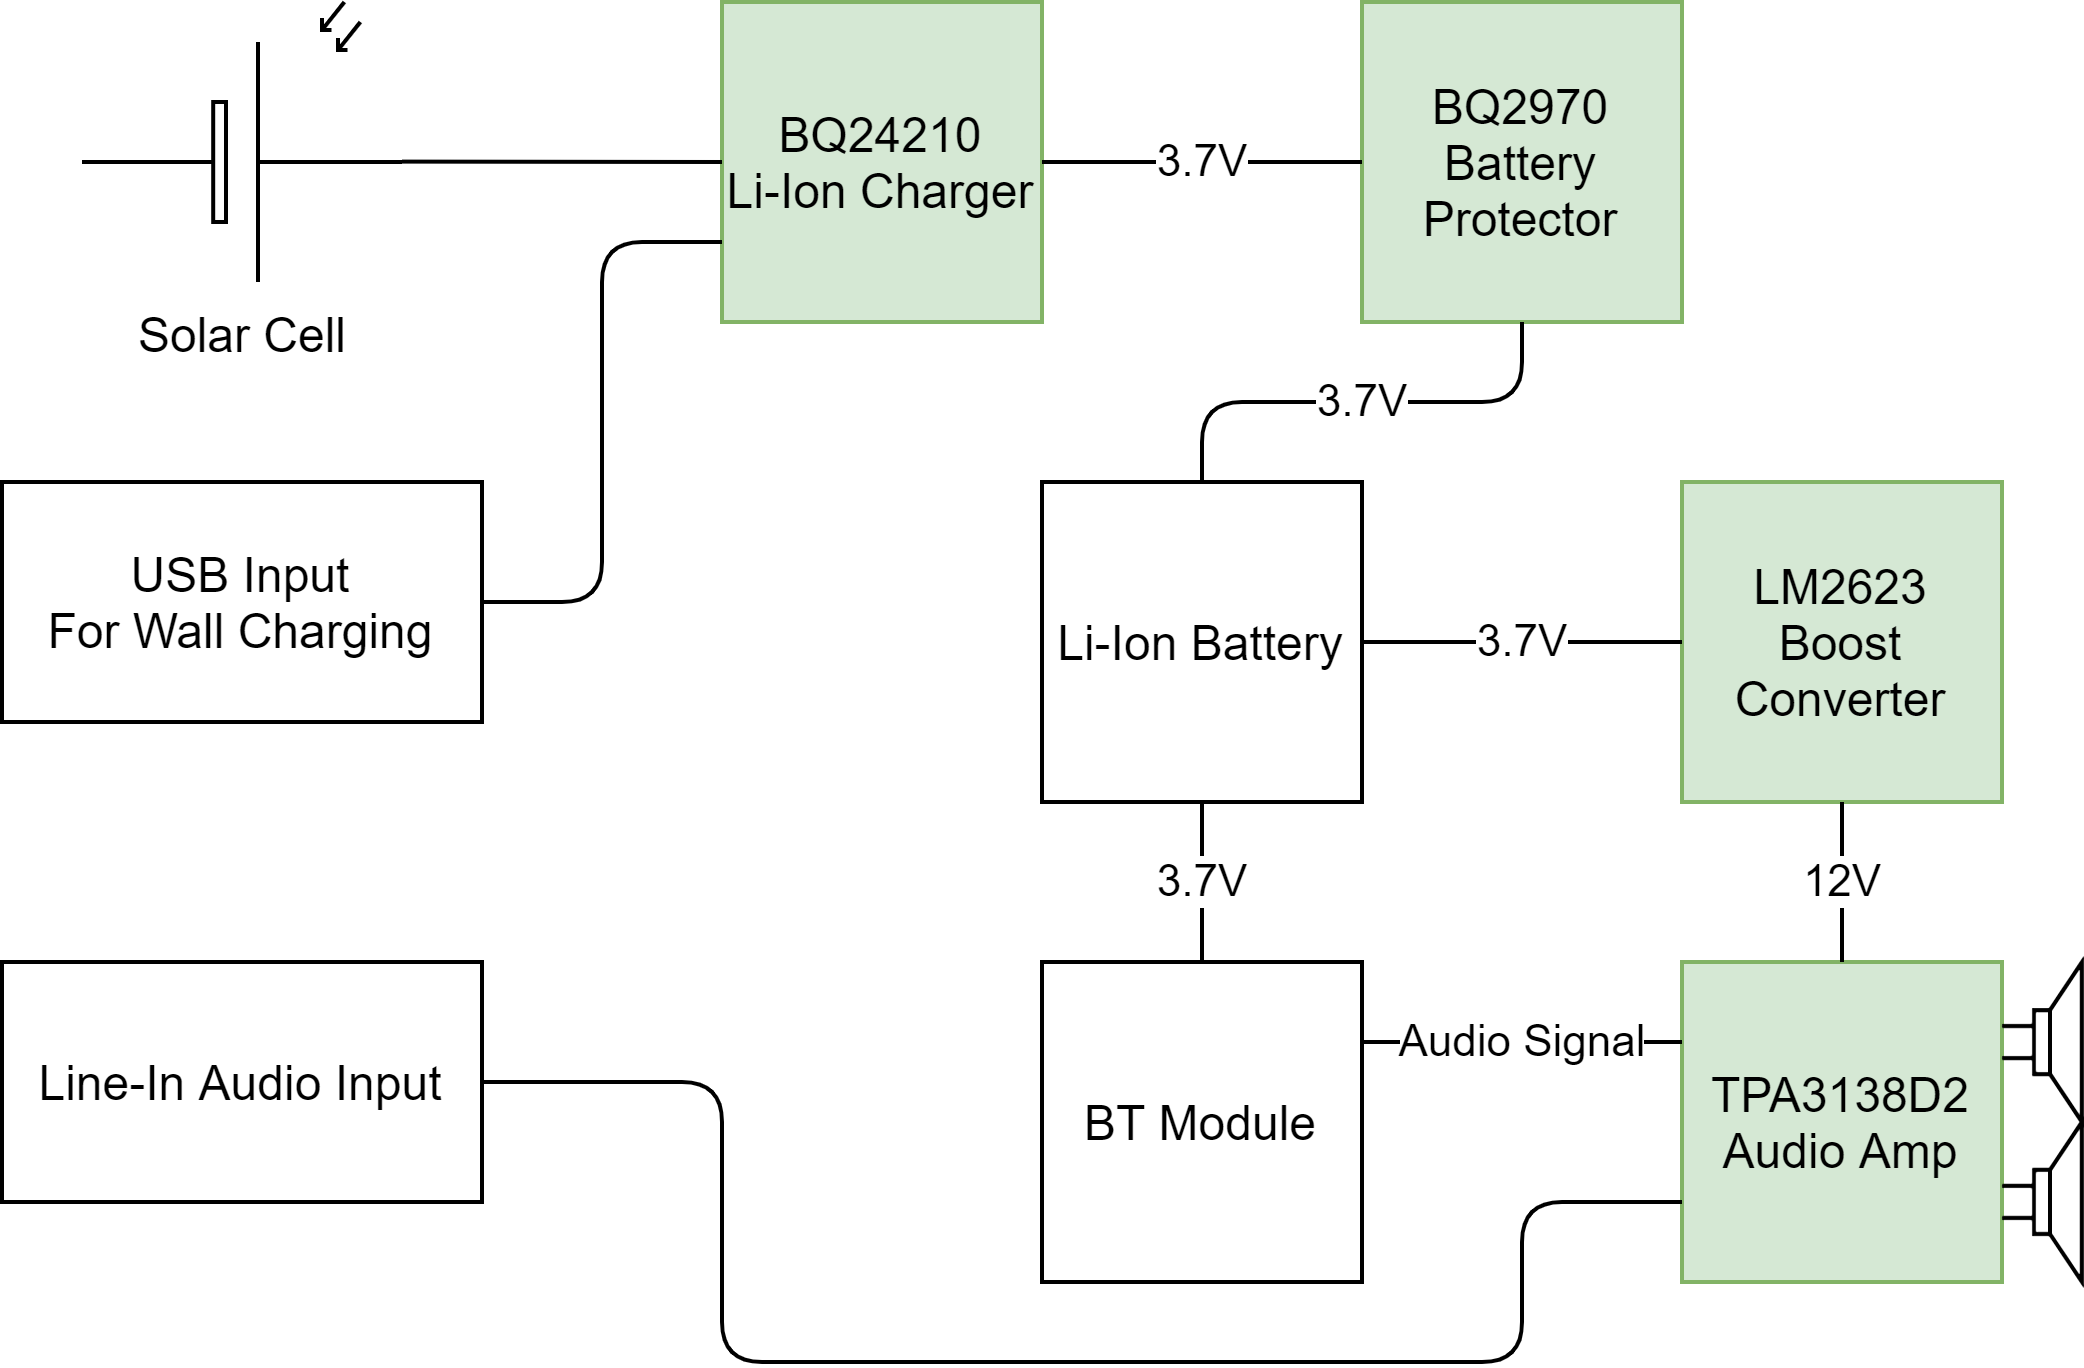 BQ24210
Li-Ion Charger
3.7V
BQ2970
Battery
Protector
Solar Cell
3.7V
USB Input
For Wall Charging
Li-Ion Battery
3.7V
LM2623
Boost
Converter
3.7V
12V
Line-In Audio Input
BT Module
Audio Signal
TPA3138D2
Audio Amp